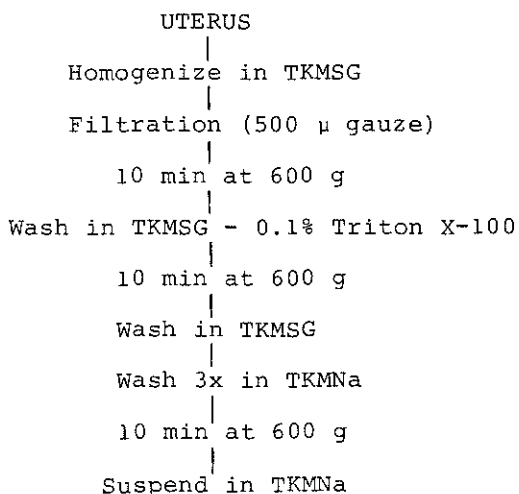 UTERUS
Homogenize in TKMSG
Filtration (500 μ gauze)
10 min at 600 g
Wash in TKMSG - 0.1% Triton X-100
10 min at 600 g
Wash in TKMSG
Wash 3x in TKMNa
10 min at 600 g
Suspend in TKMNa